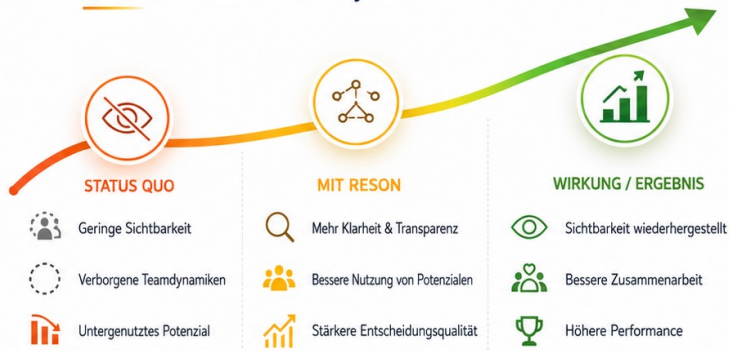 STATUS QUO
Geringe Sichtbarkeit
Verborgene Teamdynamiken
Untergenutztes Potenzial
MIT RESON
Mehr Klarheit & Transparenz
Bessere Nutzung von Potenzialen
Stärkere Entscheidungsqualität
WIRKUNG / ERGEBNIS
Sichtbarkeit wiederhergestellt
Bessere Zusammenarbeit
Höhere Performance